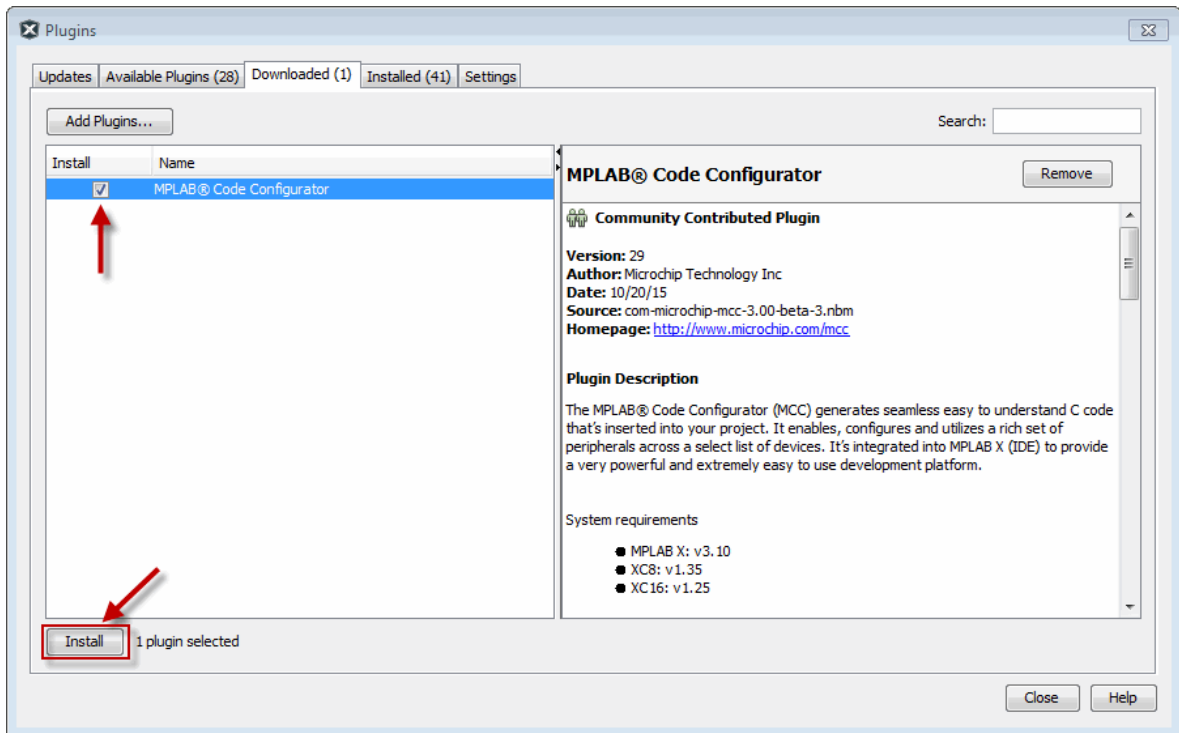 Plugins
Updates Available Plugins (28) Downloaded (1) Installed (41) Settings
Add Plugins... Search:
Install Name
MPLAB® Code Configurator
MPLAB® Code Configurator Remove
Community Contributed Plugin
Version: 29
Author: Microchip Technology Inc
Date: 10/20/15
Source: com-microchip-mcc-3.00-beta-3.nbm
Homepage: http://www.microchip.com/mcc
Plugin Description
The MPLAB® Code Configurator (MCC) generates seamless easy to understand C code
that's inserted into your project. It enables, configures and utilizes a rich set of
peripherals across a select list of devices. It's integrated into MPLAB X (IDE) to provide
a very powerful and extremely easy to use development platform.
System requirements
● MPLAB X: v3.10
● XC8: v1.35
● XC16: v1.25
Install 1 plugin selected
Close Help